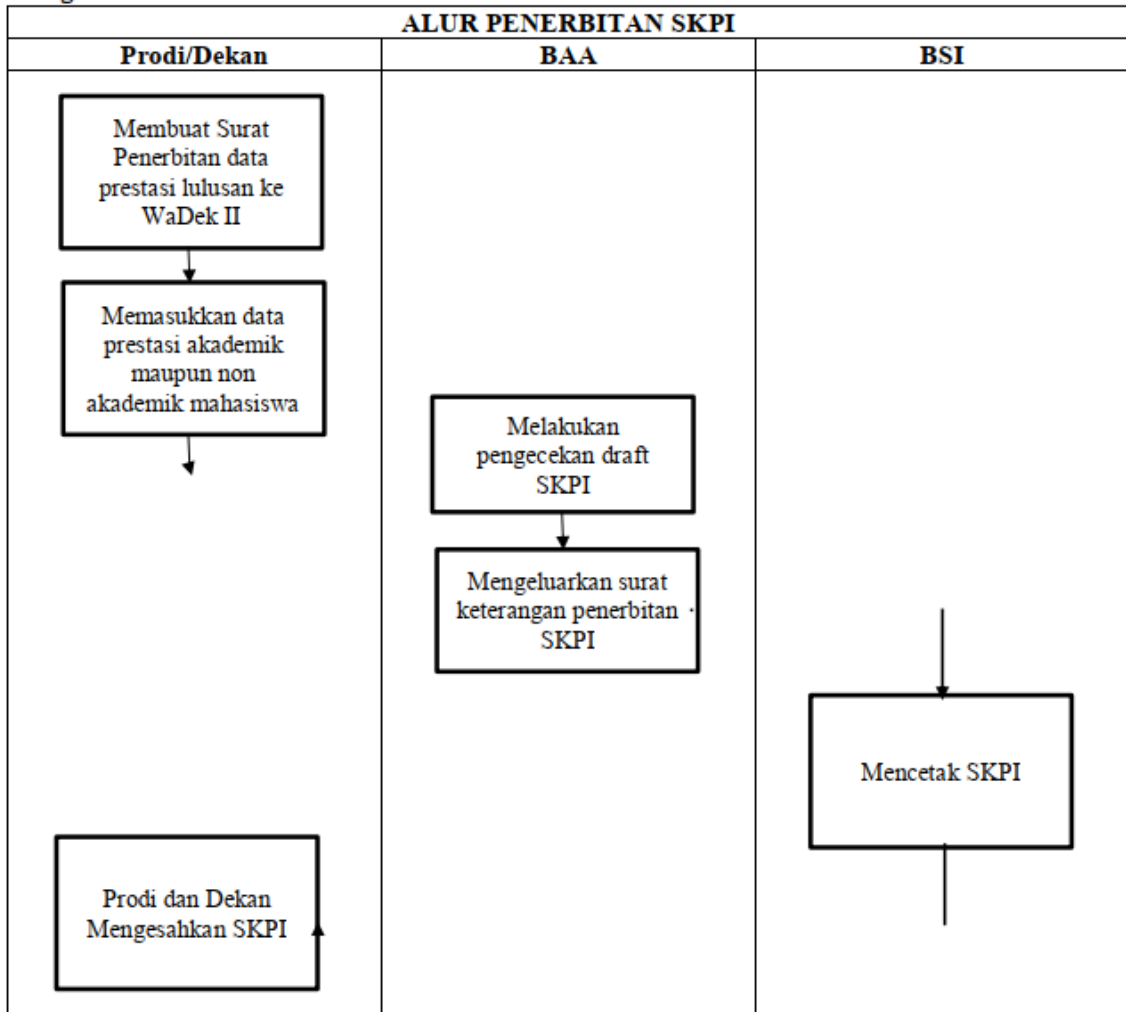 ALUR PENERBITAN SKPI
Prodi/Dekan
BAA
BSI
Membuat Surat
Penerbitan data
prestasi lulusan ke
WaDek II
Memasukkan data
prestasi akademik
maupun non
akademik mahasiswa
Melakukan
pengecekan draft
SKPI
Mengeluarkan surat
keterangan penerbitan
SKPI
Mencetak SKPI
Prodi dan Dekan
Mengesahkan SKPI